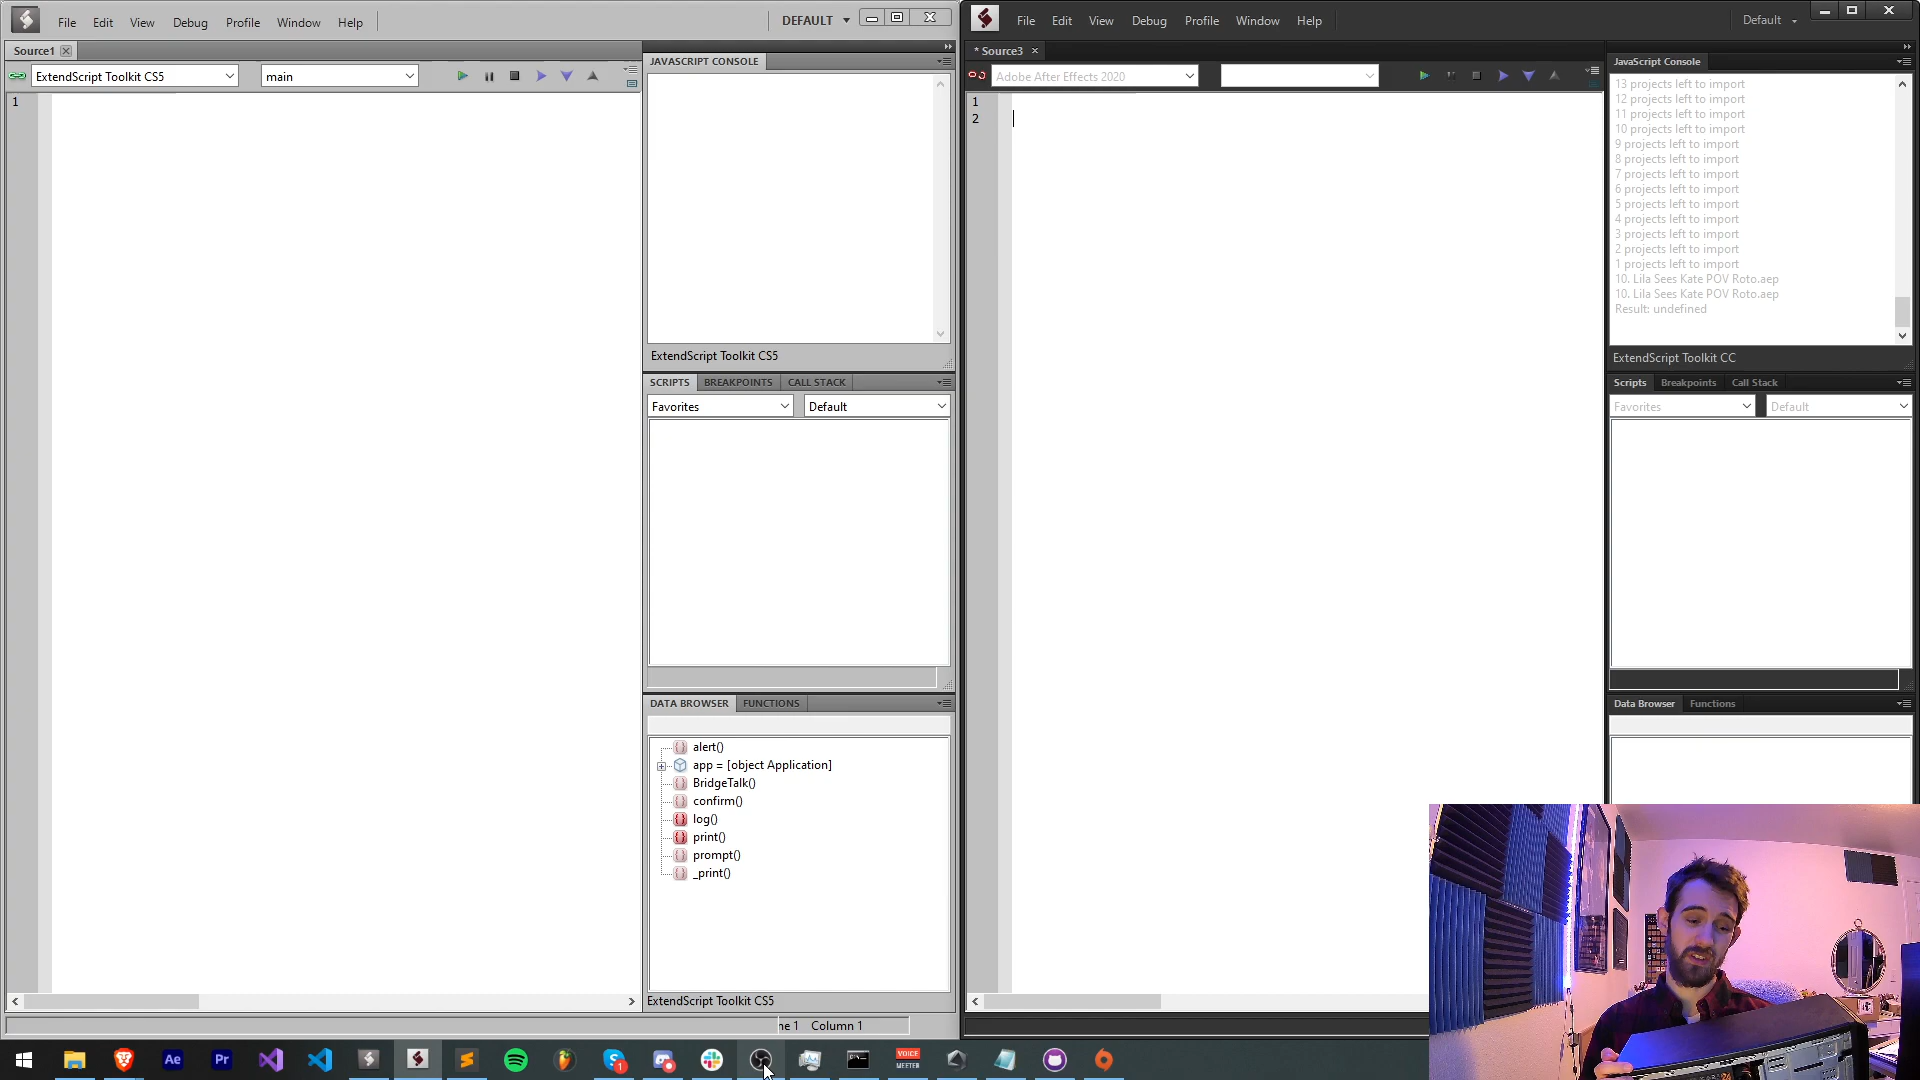 File Edit View Debug Profile Window Help
DEFAULT
Source1
ExtendScript Toolkit CS5
main
1
JAVASCRIPT CONSOLE
ExtendScript Toolkit CS5
SCRIPTS BREAKPOINTS CALL STACK
Favorites
Default
DATA BROWSER FUNCTIONS
alert()
app = [object Application]
BridgeTalk()
confirm()
log()
print()
prompt()
_print()
ExtendScript Toolkit CS5
ne 1 Column 1
File Edit View Debug Profile Window Help
Default
* Source3
Adobe After Effects 2020
1
2
JavaScript Console
13 projects left to import
12 projects left to import
11 projects left to import
10 projects left to import
9 projects left to import
8 projects left to import
7 projects left to import
6 projects left to import
5 projects left to import
4 projects left to import
3 projects left to import
2 projects left to import
1 projects left to import
10. Lila Sees Kate POV Roto.aep
10. Lila Sees Kate POV Roto.aep
Result: undefined
ExtendScript Toolkit CC
Scripts Breakpoints Call Stack
Favorites
Default
Data Browser Functions
Ae
Pr
1
VOICE
MEETER